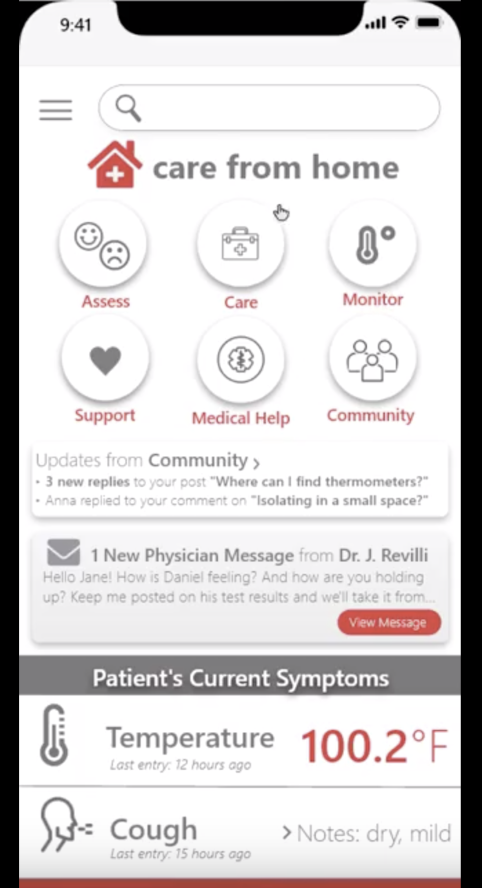 9:41
care from home
Assess
Care
Monitor
Support
Medical Help
Community
Updates from Community >
• 3 new replies to your post "Where can I find thermometers?"
• Anna replied to your comment on "Isolating in a small space?"
1 New Physician Message from Dr. J. Revilli
Hello Jane! How is Daniel feeling? And how are you holding
up? Keep me posted on his test results and we'll take it from...
View Message
Patient's Current Symptoms
Temperature 100.2°F
Last entry: 12 hours ago
Cough > Notes: dry, mild
Last entry: 15 hours ago